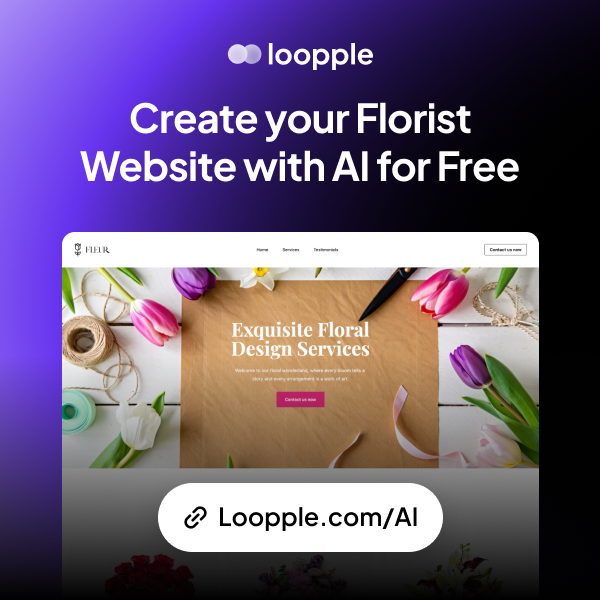 loopple
Create your Florist
Website with AI for Free
FLEUR
Home Services Testimonials
Contact us now
Exquisite Floral
Design Services
Welcome to our floral wonderland, where every bloom tells a
story and every arrangement is a work of art.
Contact us now
Loopple.com/AI